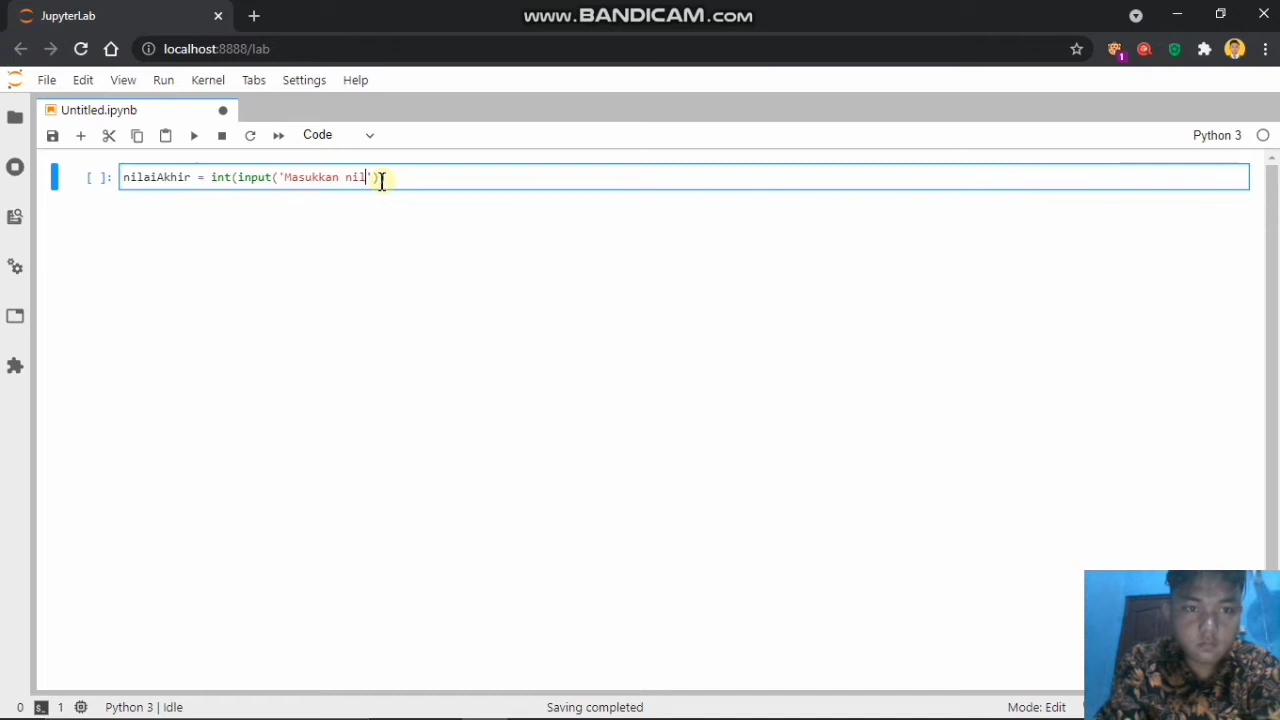 JupyterLab
www.BANDICAM.com
localhost:8888/lab
1
File Edit View Run Kernel Tabs Settings Help
Untitled.ipynb
Code
Python 3
[ ]: nilaiAkhir = int(input('Masukkan nil')
0 $_ 1 Python 3 | Idle Saving completed Mode: Edit